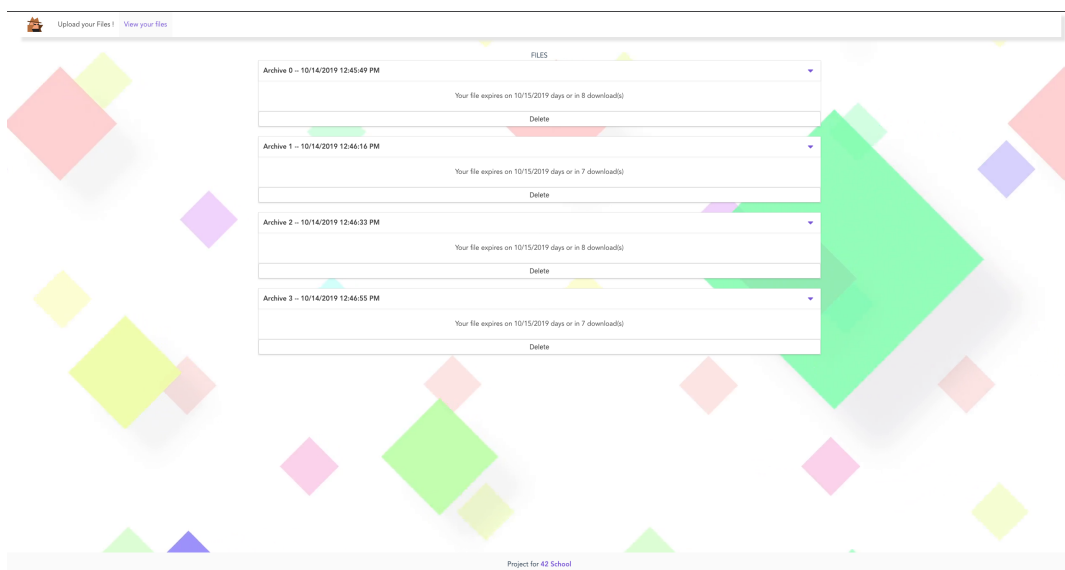 Upload your Files ! View your files
FILES
Archive 0 -- 10/14/2019 12:45:49 PM
Your file expires on 10/15/2019 days or in 8 download(s)
Delete
Archive 1 -- 10/14/2019 12:46:16 PM
Your file expires on 10/15/2019 days or in 7 download(s)
Delete
Archive 2 -- 10/14/2019 12:46:33 PM
Your file expires on 10/15/2019 days or in 8 download(s)
Delete
Archive 3 -- 10/14/2019 12:46:55 PM
Your file expires on 10/15/2019 days or in 7 download(s)
Delete
Project for 42 School